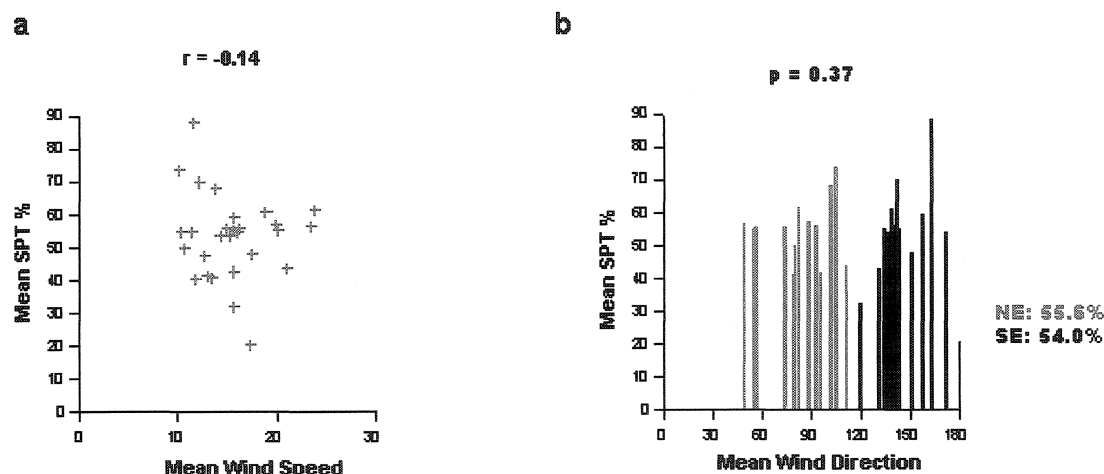 a
r = -0.14
Mean SPT %
90
80
70
60
50
40
30
20
10
0
0 10 20 30
Mean Wind Speed
b
p = 0.37
Mean SPT %
90
80
70
60
50
40
30
20
10
0
0 30 60 90 120 150 180
Mean Wind Direction
NE: 55.6%
SE: 54.0%